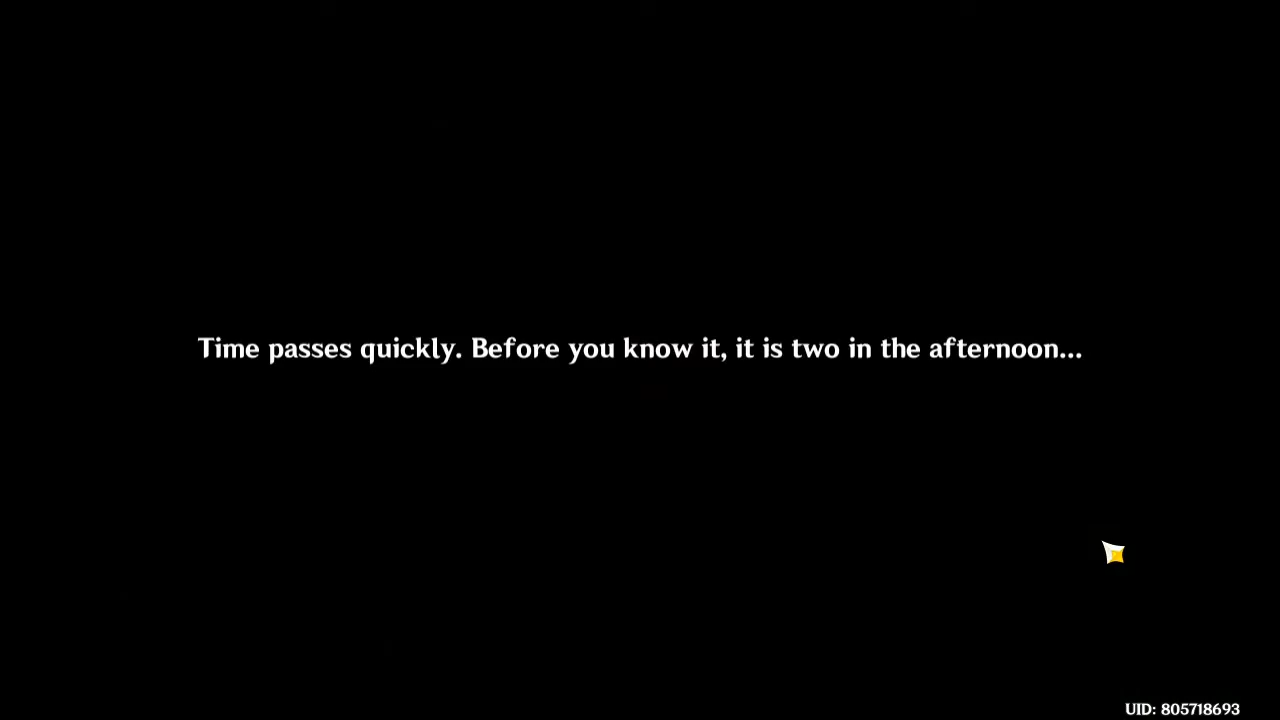 Time passes quickly. Before you know it, it is two in the afternoon...
UID: 805718693